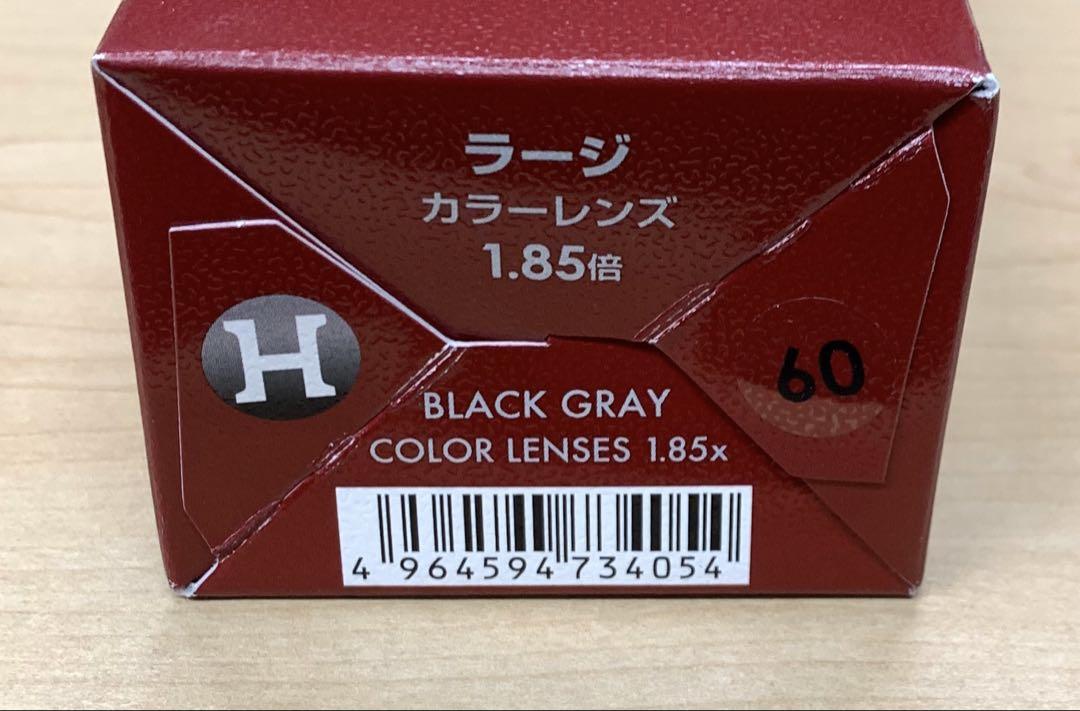 ラージ
カラーレンズ
1.85倍
H
60
BLACK GRAY
COLOR LENSES 1.85x
4 964594 734054